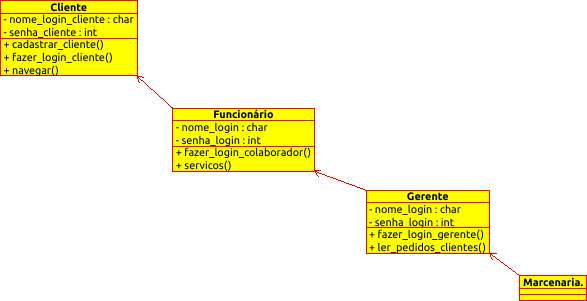 Cliente
- nome_login_cliente : char
- senha_cliente : int
+ cadastrar_cliente()
+ fazer_login_cliente()
+ navegar()
Funcionário
- nome_login : char
- senha_login : int
+ fazer_login_colaborador()
+ servicos()
Gerente
- nome_login : char
- senha_login : int
+ fazer_login_gerente()
+ ler_pedidos_clientes()
Marcenaria.